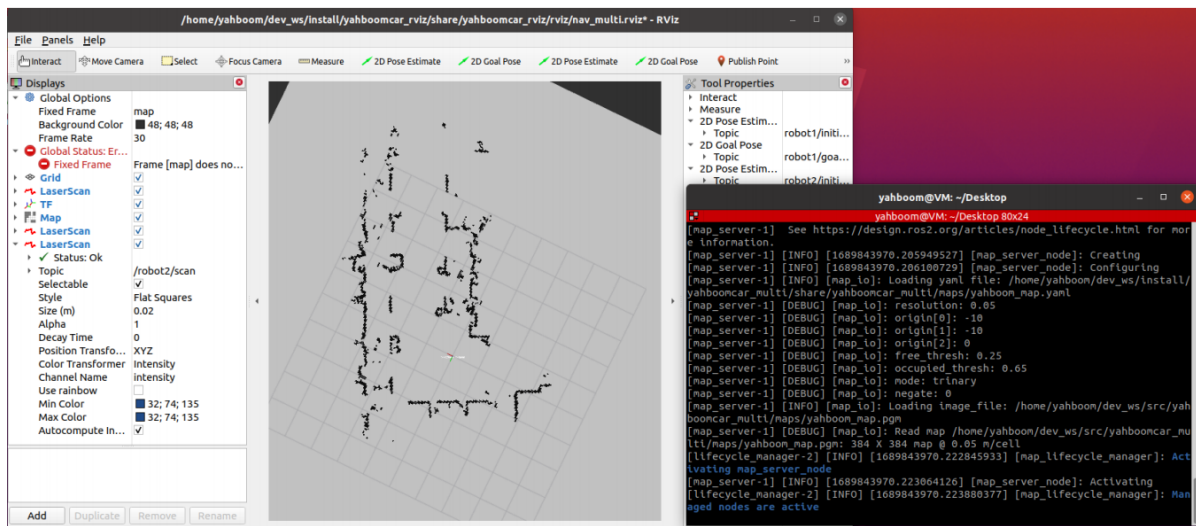 /home/yahboom/dev_ws/install/yahboomcar_rviz/share/yahboomcar_rviz/rviz/nav_multi.rviz* - RViz
File Panels Help
Interact Move Camera Select Focus Camera Measure 2D Pose Estimate 2D Goal Pose 2D Pose Estimate 2D Goal Pose Publish Point »
Displays
Global Options
Fixed Frame map
Background Color 48; 48; 48
Frame Rate 30
Global Status: Er...
Fixed Frame Frame [map] does no...
Grid
LaserScan
TF
Map
LaserScan
LaserScan
Status: Ok
Topic /robot2/scan
Selectable
Style Flat Squares
Size (m) 0.02
Alpha 1
Decay Time 0
Position Transfo... XYZ
Color Transformer Intensity
Channel Name intensity
Use rainbow
Min Color 32; 74; 135
Max Color 32; 74; 135
Autocompute In...
Add Duplicate Remove Rename
Tool Properties
Interact
Measure
2D Pose Estim...
Topic robot1/initi...
2D Goal Pose
Topic robot1/goa...
2D Pose Estim...
Topic robot2/initi...
yahboom@VM: ~/Desktop
yahboom@VM: ~/Desktop 80x24
[map_server-1] See https://design.ros2.org/articles/node_lifecycle.html for mor
e information.
[map_server-1] [INFO] [1689843970.205949527] [map_server_node]: Creating
[map_server-1] [INFO] [1689843970.206100729] [map_server_node]: Configuring
[map_server-1] [INFO] [map_io]: Loading yaml file: /home/yahboom/dev_ws/install/
yahboomcar_multi/share/yahboomcar_multi/maps/yahboom_map.yaml
[map_server-1] [DEBUG] [map_io]: resolution: 0.05
[map_server-1] [DEBUG] [map_io]: origin[0]: -10
[map_server-1] [DEBUG] [map_io]: origin[1]: -10
[map_server-1] [DEBUG] [map_io]: origin[2]: 0
[map_server-1] [DEBUG] [map_io]: free_thresh: 0.25
[map_server-1] [DEBUG] [map_io]: occupied_thresh: 0.65
[map_server-1] [DEBUG] [map_io]: mode: trinary
[map_server-1] [DEBUG] [map_io]: negate: 0
[map_server-1] [INFO] [map_io]: Loading image_file: /home/yahboom/dev_ws/src/yah
boomcar_multi/maps/yahboom_map.pgm
[map_server-1] [DEBUG] [map_io]: Read map /home/yahboom/dev_ws/src/yahboomcar_mu
lti/maps/yahboom_map.pgm: 384 X 384 map @ 0.05 m/cell
[lifecycle_manager-2] [INFO] [1689843970.222845933] [map_lifecycle_manager]: Act
ivating map_server_node
[map_server-1] [INFO] [1689843970.223064126] [map_server_node]: Activating
[lifecycle_manager-2] [INFO] [1689843970.223880377] [map_lifecycle_manager]: Man
aged nodes are active